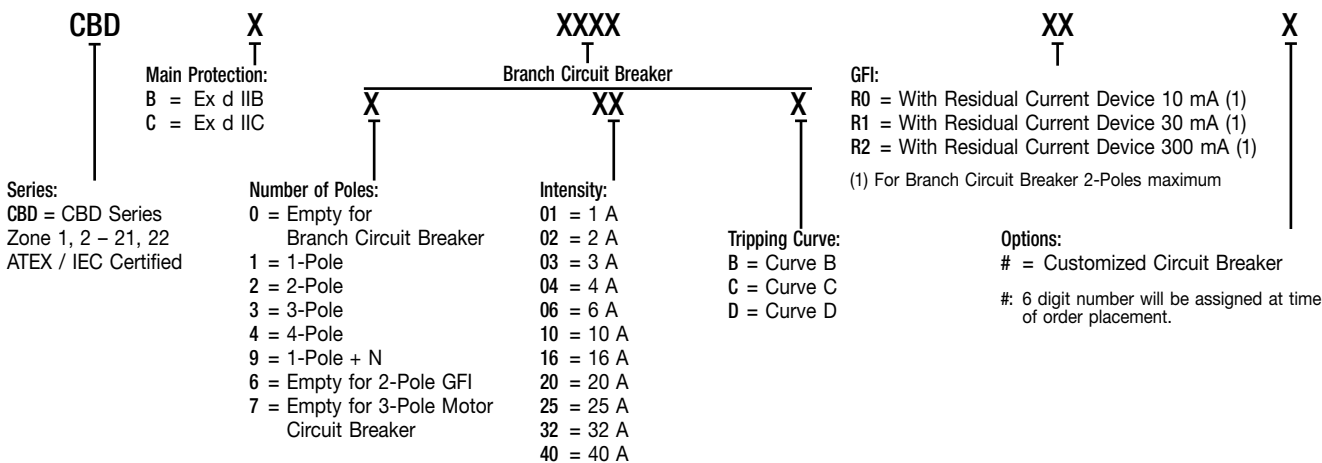 CBD X XXXX XX X
Main Protection:
B = Ex d IIB
C = Ex d IIC
Branch Circuit Breaker
X XX X
GFI:
R0 = With Residual Current Device 10 mA (1)
R1 = With Residual Current Device 30 mA (1)
R2 = With Residual Current Device 300 mA (1)
(1) For Branch Circuit Breaker 2-Poles maximum
Series:
CBD = CBD Series
Zone 1, 2 – 21, 22
ATEX / IEC Certified
Number of Poles:
0 = Empty for
Branch Circuit Breaker
1 = 1-Pole
2 = 2-Pole
3 = 3-Pole
4 = 4-Pole
9 = 1-Pole + N
6 = Empty for 2-Pole GFI
7 = Empty for 3-Pole Motor
Circuit Breaker
Intensity:
01 = 1 A
02 = 2 A
03 = 3 A
04 = 4 A
06 = 6 A
10 = 10 A
16 = 16 A
20 = 20 A
25 = 25 A
32 = 32 A
40 = 40 A
Tripping Curve:
B = Curve B
C = Curve C
D = Curve D
Options:
# = Customized Circuit Breaker
#: 6 digit number will be assigned at time
of order placement.